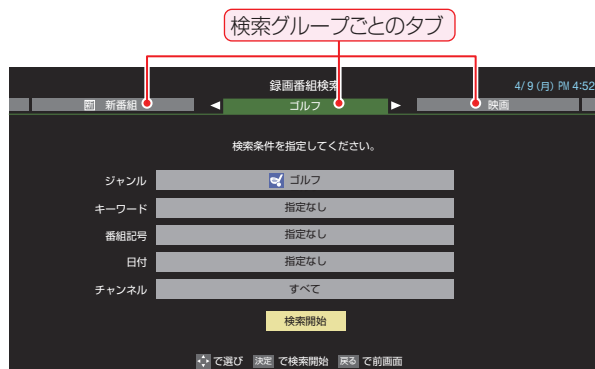 検索グループごとのタブ
録画番組検索 4/ 9 (月) PM 4:52
新 新番組 ◀ ゴルフ ▶ 映画
検索条件を指定してください。
ジャンル ゴルフ
キーワード 指定なし
番組記号 指定なし
日付 指定なし
チャンネル すべて
検索開始
で選び 決定 で検索開始 戻る で前画面